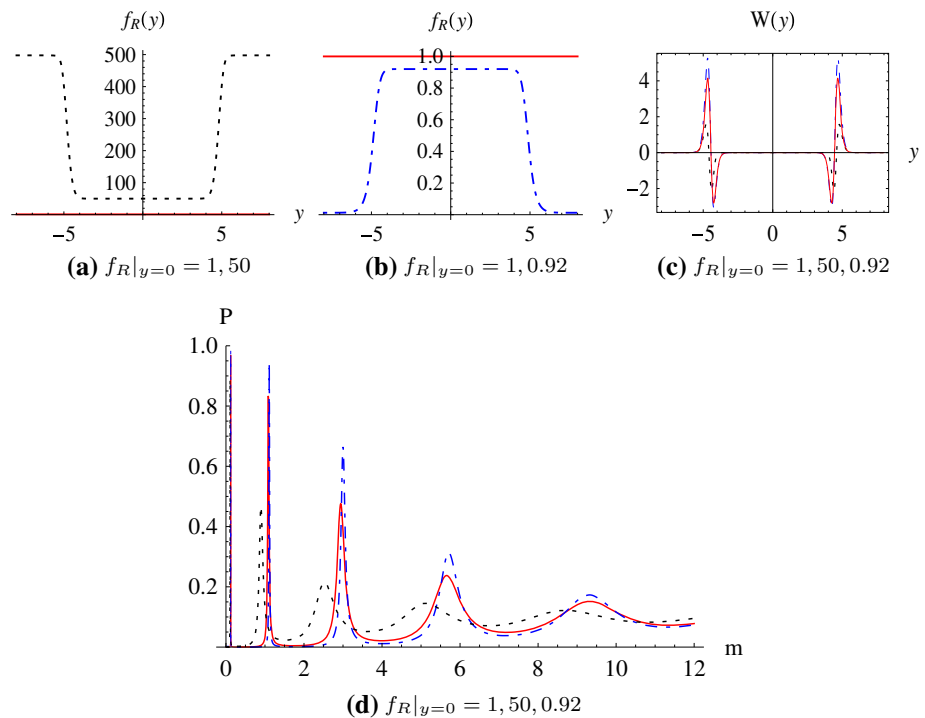 f_R(y)
500
400
300
200
100
−5
5
y
(a) f_R|_{y=0} = 1, 50
f_R(y)
1.0
0.8
0.6
0.4
0.2
−5
5
y
(b) f_R|_{y=0} = 1, 0.92
W(y)
4
2
0
−2
−5
0
5
y
(c) f_R|_{y=0} = 1, 50, 0.92
P
1.0
0.8
0.6
0.4
0.2
0
2
4
6
8
10
12
m
(d) f_R|_{y=0} = 1, 50, 0.92